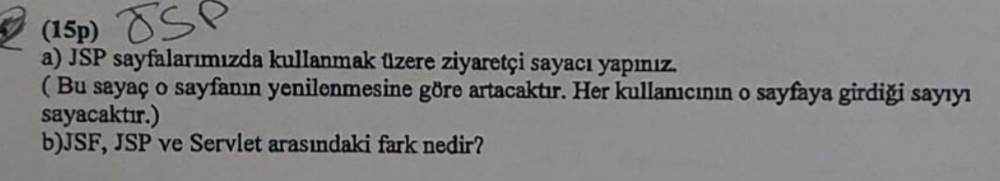 (15p) JSP
a) JSP sayfalarımızda kullanmak üzere ziyaretçi sayacı yapınız.
( Bu sayaç o sayfanın yenilenmesine göre artacaktır. Her kullanıcının o sayfaya girdiği sayıyı
sayacaktır.)
b)JSF, JSP ve Servlet arasındaki fark nedir?